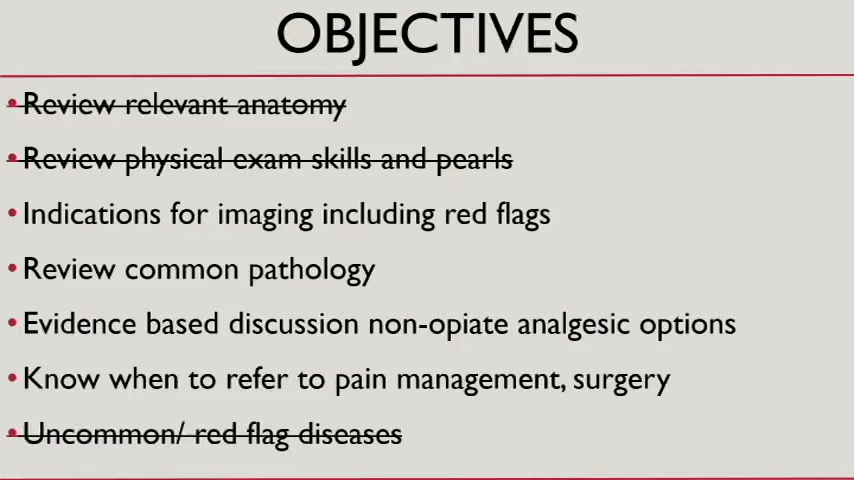 OBJECTIVES
• Review relevant anatomy
• Review physical exam skills and pearls
• Indications for imaging including red flags
• Review common pathology
• Evidence based discussion non-opiate analgesic options
• Know when to refer to pain management, surgery
• Uncommon/ red flag diseases